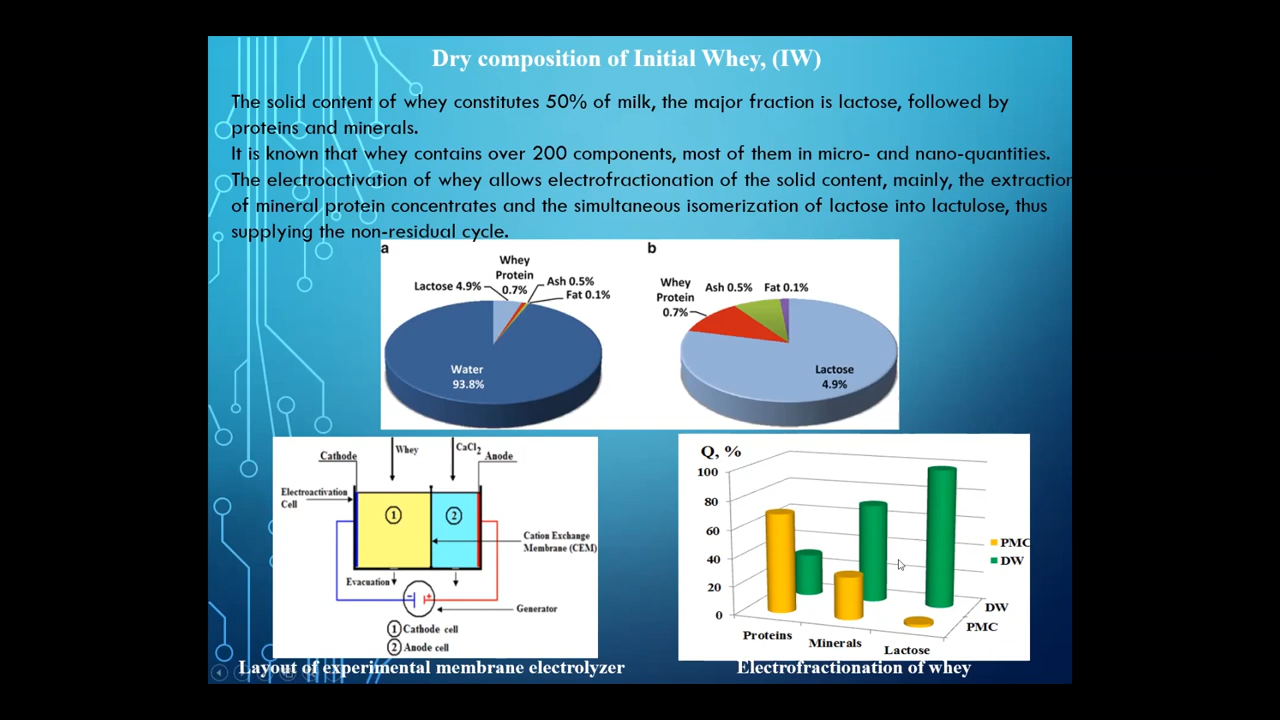 Dry composition of Initial Whey, (IW)
The solid content of whey constitutes 50% of milk, the major fraction is lactose, followed by
proteins and minerals.
It is known that whey contains over 200 components, most of them in micro- and nano-quantities.
The electroactivation of whey allows electrofractionation of the solid content, mainly, the extraction
of mineral protein concentrates and the simultaneous isomerization of lactose into lactulose, thus
supplying the non-residual cycle.
a
Lactose 4.9%
Whey
Protein
0.7%
Ash 0.5%
Fat 0.1%
Water
93.8%
b
Whey
Protein
0.7%
Ash 0.5%
Fat 0.1%
Lactose
4.9%
Whey
CaCl2
Cathode
Anode
Electroactivation
Cell
1
2
Cation Exchange
Membrane (CEM)
Evacuation
- +
Generator
1 Cathode cell
2 Anode cell
Layout of experimental membrane electrolyzer
Q, %
100
80
60
40
20
0
PMC
DW
DW
PMC
Proteins
Minerals
Lactose
Electrofractionation of whey